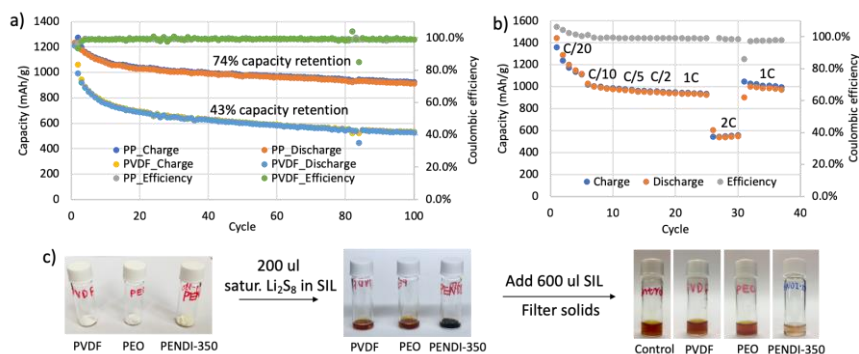 a)
1400
1200
1000
800
600
400
200
0
Capacity (mAh/g)
74% capacity retention
43% capacity retention
PP_Charge PP_Discharge
PVDF_Charge PVDF_Discharge
PP_Efficiency PVDF_Efficiency
100.0%
80.0%
60.0%
40.0%
20.0%
0.0%
Coulombic efficiency
0 20 40 60 80 100
Cycle
b)
1600
1400
1200
1000
800
600
400
200
0
Capacity (mAh/g)
C/20
C/10 C/5 C/2 1C
2C
1C
Charge Discharge Efficiency
100.0%
80.0%
60.0%
40.0%
20.0%
0.0%
Coulombic efficiency
0 10 20 30 40
Cycle
c)
PVDF PEO PENDI-350
200 ul
satur. Li₂S₈ in SIL
PVDF PEO PENDI-350
Add 600 ul SIL
Filter solids
Control PVDF PEO PENDI-350